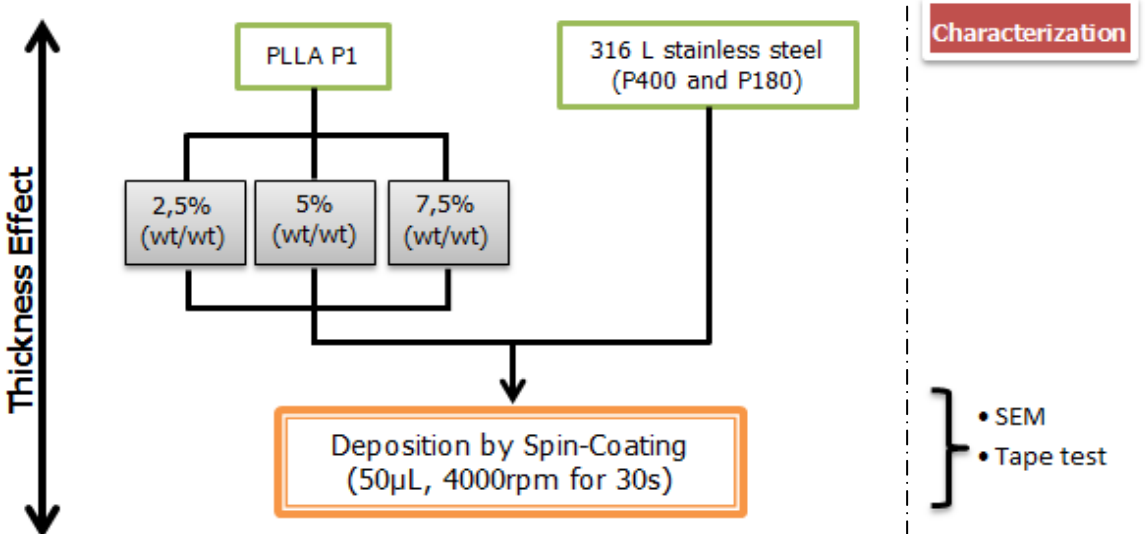 Thickness Effect
PLLA P1
316 L stainless steel
(P400 and P180)
Characterization
2,5%
(wt/wt)
5%
(wt/wt)
7,5%
(wt/wt)
Deposition by Spin-Coating
(50µL, 4000rpm for 30s)
• SEM
• Tape test